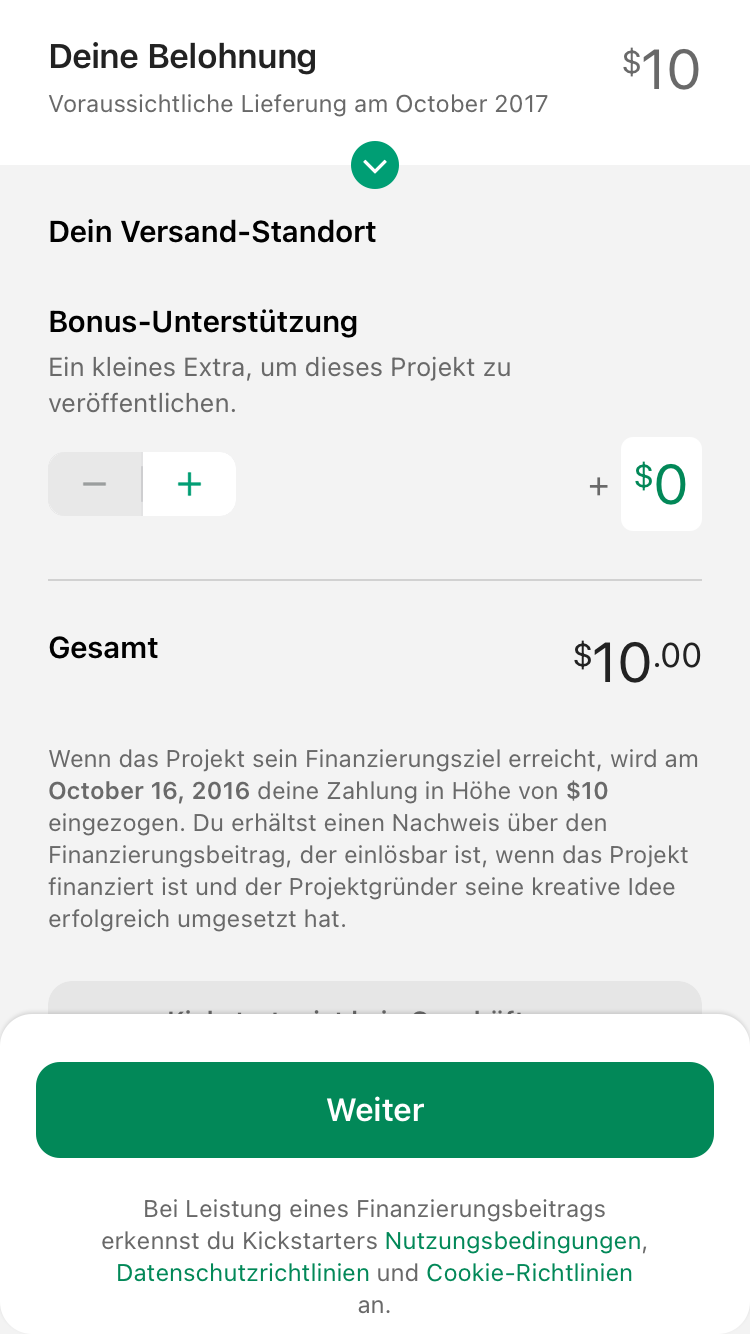 Deine Belohnung
$10
Voraussichtliche Lieferung am October 2017
Dein Versand-Standort
Bonus-Unterstützung
Ein kleines Extra, um dieses Projekt zu
veröffentlichen.
− + + $0
Gesamt
$10.00
Wenn das Projekt sein Finanzierungsziel erreicht, wird am
October 16, 2016 deine Zahlung in Höhe von $10
eingezogen. Du erhältst einen Nachweis über den
Finanzierungsbeitrag, der einlösbar ist, wenn das Projekt
finanziert ist und der Projektgründer seine kreative Idee
erfolgreich umgesetzt hat.
Weiter
Bei Leistung eines Finanzierungsbeitrags
erkennst du Kickstarters Nutzungsbedingungen,
Datenschutzrichtlinien und Cookie-Richtlinien
an.